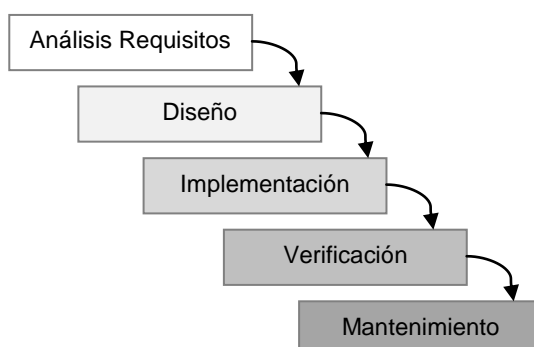 Análisis Requisitos
Diseño
Implementación
Verificación
Mantenimiento